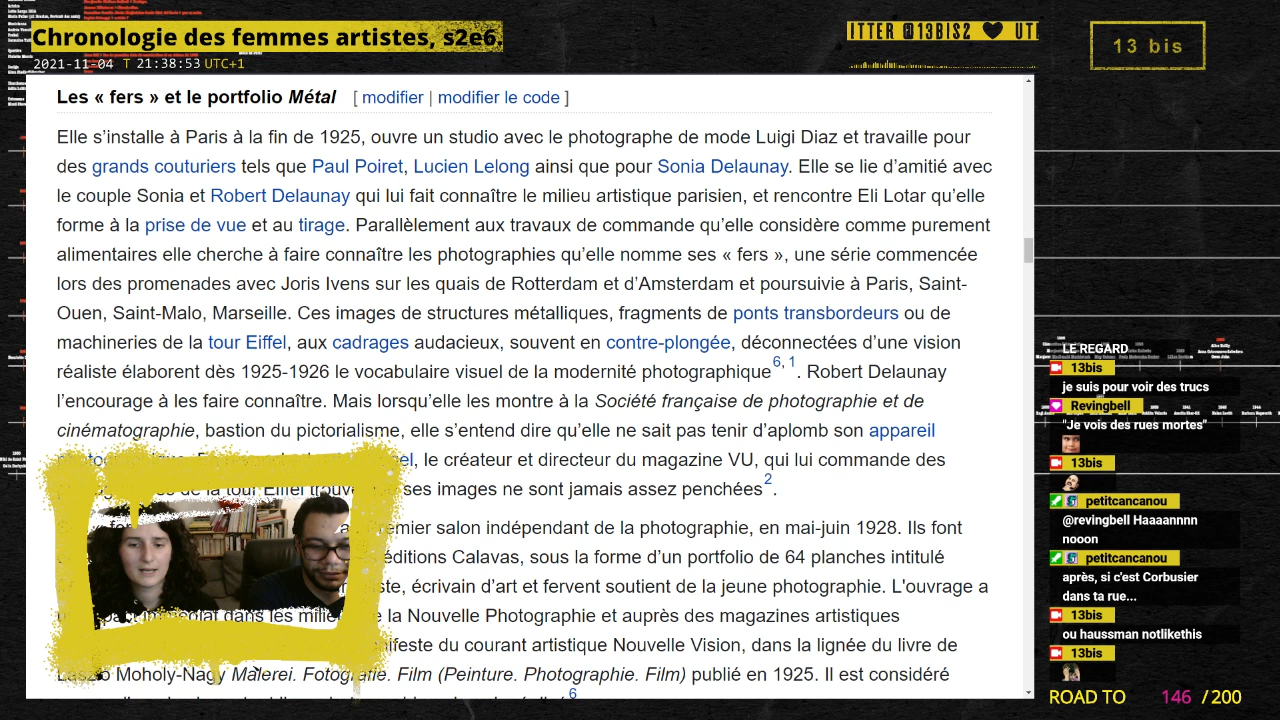 Chronologie des femmes artistes, s2e6
2021-11-04 T 21:38:53 UTC+1
ITTER @13BIS2 ♥ UT
13 bis
Les « fers » et le portfolio Métal [ modifier | modifier le code ]
Elle s’installe à Paris à la fin de 1925, ouvre un studio avec le photographe de mode Luigi Diaz et travaille pour
des grands couturiers tels que Paul Poiret, Lucien Lelong ainsi que pour Sonia Delaunay. Elle se lie d’amitié avec
le couple Sonia et Robert Delaunay qui lui fait connaître le milieu artistique parisien, et rencontre Eli Lotar qu’elle
forme à la prise de vue et au tirage. Parallèlement aux travaux de commande qu’elle considère comme purement
alimentaires elle cherche à faire connaître les photographies qu’elle nomme ses « fers », une série commencée
lors des promenades avec Joris Ivens sur les quais de Rotterdam et d’Amsterdam et poursuivie à Paris, Saint-
Ouen, Saint-Malo, Marseille. Ces images de structures métalliques, fragments de ponts transbordeurs ou de
machineries de la tour Eiffel, aux cadrages audacieux, souvent en contre-plongée, déconnectées d’une vision
réaliste élaborent dès 1925-1926 le vocabulaire visuel de la modernité photographique6, 1. Robert Delaunay
l’encourage à les faire connaître. Mais lorsqu’elle les montre à la Société française de photographie et de
cinématographie, bastion du pictorialisme, elle s’entend dire qu’elle ne sait pas tenir d’aplomb son appareil
el, le créateur et directeur du magazine VU, qui lui commande des
de la tour Eiffel trouve ses images ne sont jamais assez penchées2.
emier salon indépendant de la photographie, en mai-juin 1928. Ils font
éditions Calavas, sous la forme d’un portfolio de 64 planches intitulé
iste, écrivain d’art et fervent soutient de la jeune photographie. L'ouvrage a
dans les milie e la Nouvelle Photographie et auprès des magazines artistiques
nifeste du courant artistique Nouvelle Vision, dans la lignée du livre de
Moholy-Nagy Malerei. Fotografie. Film (Peinture. Photographie. Film) publié en 1925. Il est considéré
6
LE REGARD
13bis
je suis pour voir des trucs
Revingbell
"Je vois des rues mortes"
13bis
petitcancanou
@revingbell Haaaannnn
nooon
petitcancanou
après, si c'est Corbusier
dans ta rue...
13bis
ou haussman notlikethis
13bis
ROAD TO 146 / 200